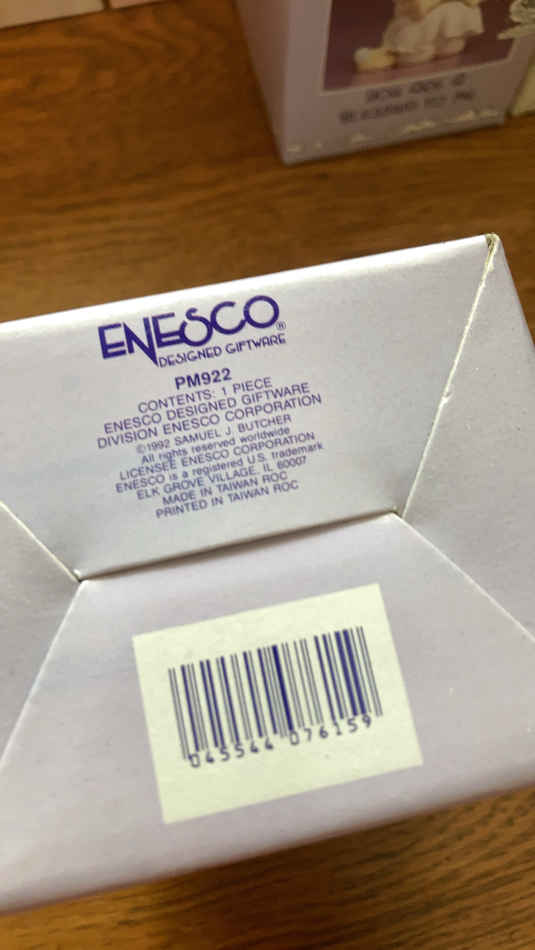 ENESCO®
DESIGNED GIFTWARE
PM922
CONTENTS: 1 PIECE
ENESCO DESIGNED GIFTWARE
DIVISION ENESCO CORPORATION
©1992 SAMUEL J. BUTCHER
All rights reserved worldwide
LICENSEE ENESCO CORPORATION
ENESCO is a registered U.S. trademark
ELK GROVE VILLAGE, IL 60007
MADE IN TAIWAN ROC
PRINTED IN TAIWAN ROC
045544 076159